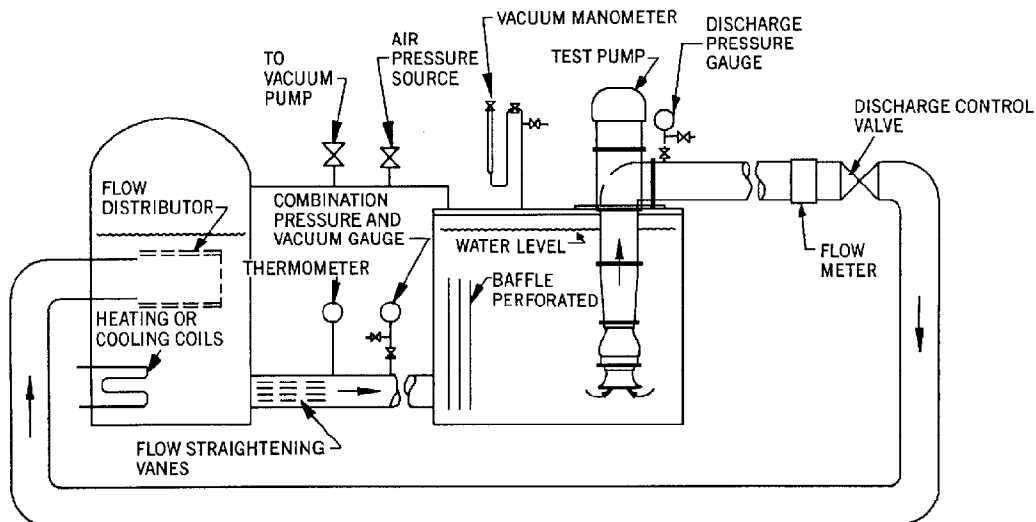 VACUUM MANOMETER
DISCHARGE
PRESSURE
GAUGE
AIR
PRESSURE
SOURCE
TEST PUMP
TO
VACUUM
PUMP
DISCHARGE CONTROL
VALVE
FLOW
DISTRIBUTOR
COMBINATION
PRESSURE AND
VACUUM GAUGE
WATER LEVEL
FLOW
METER
THERMOMETER
BAFFLE
PERFORATED
HEATING OR
COOLING COILS
FLOW STRAIGHTENING
VANES